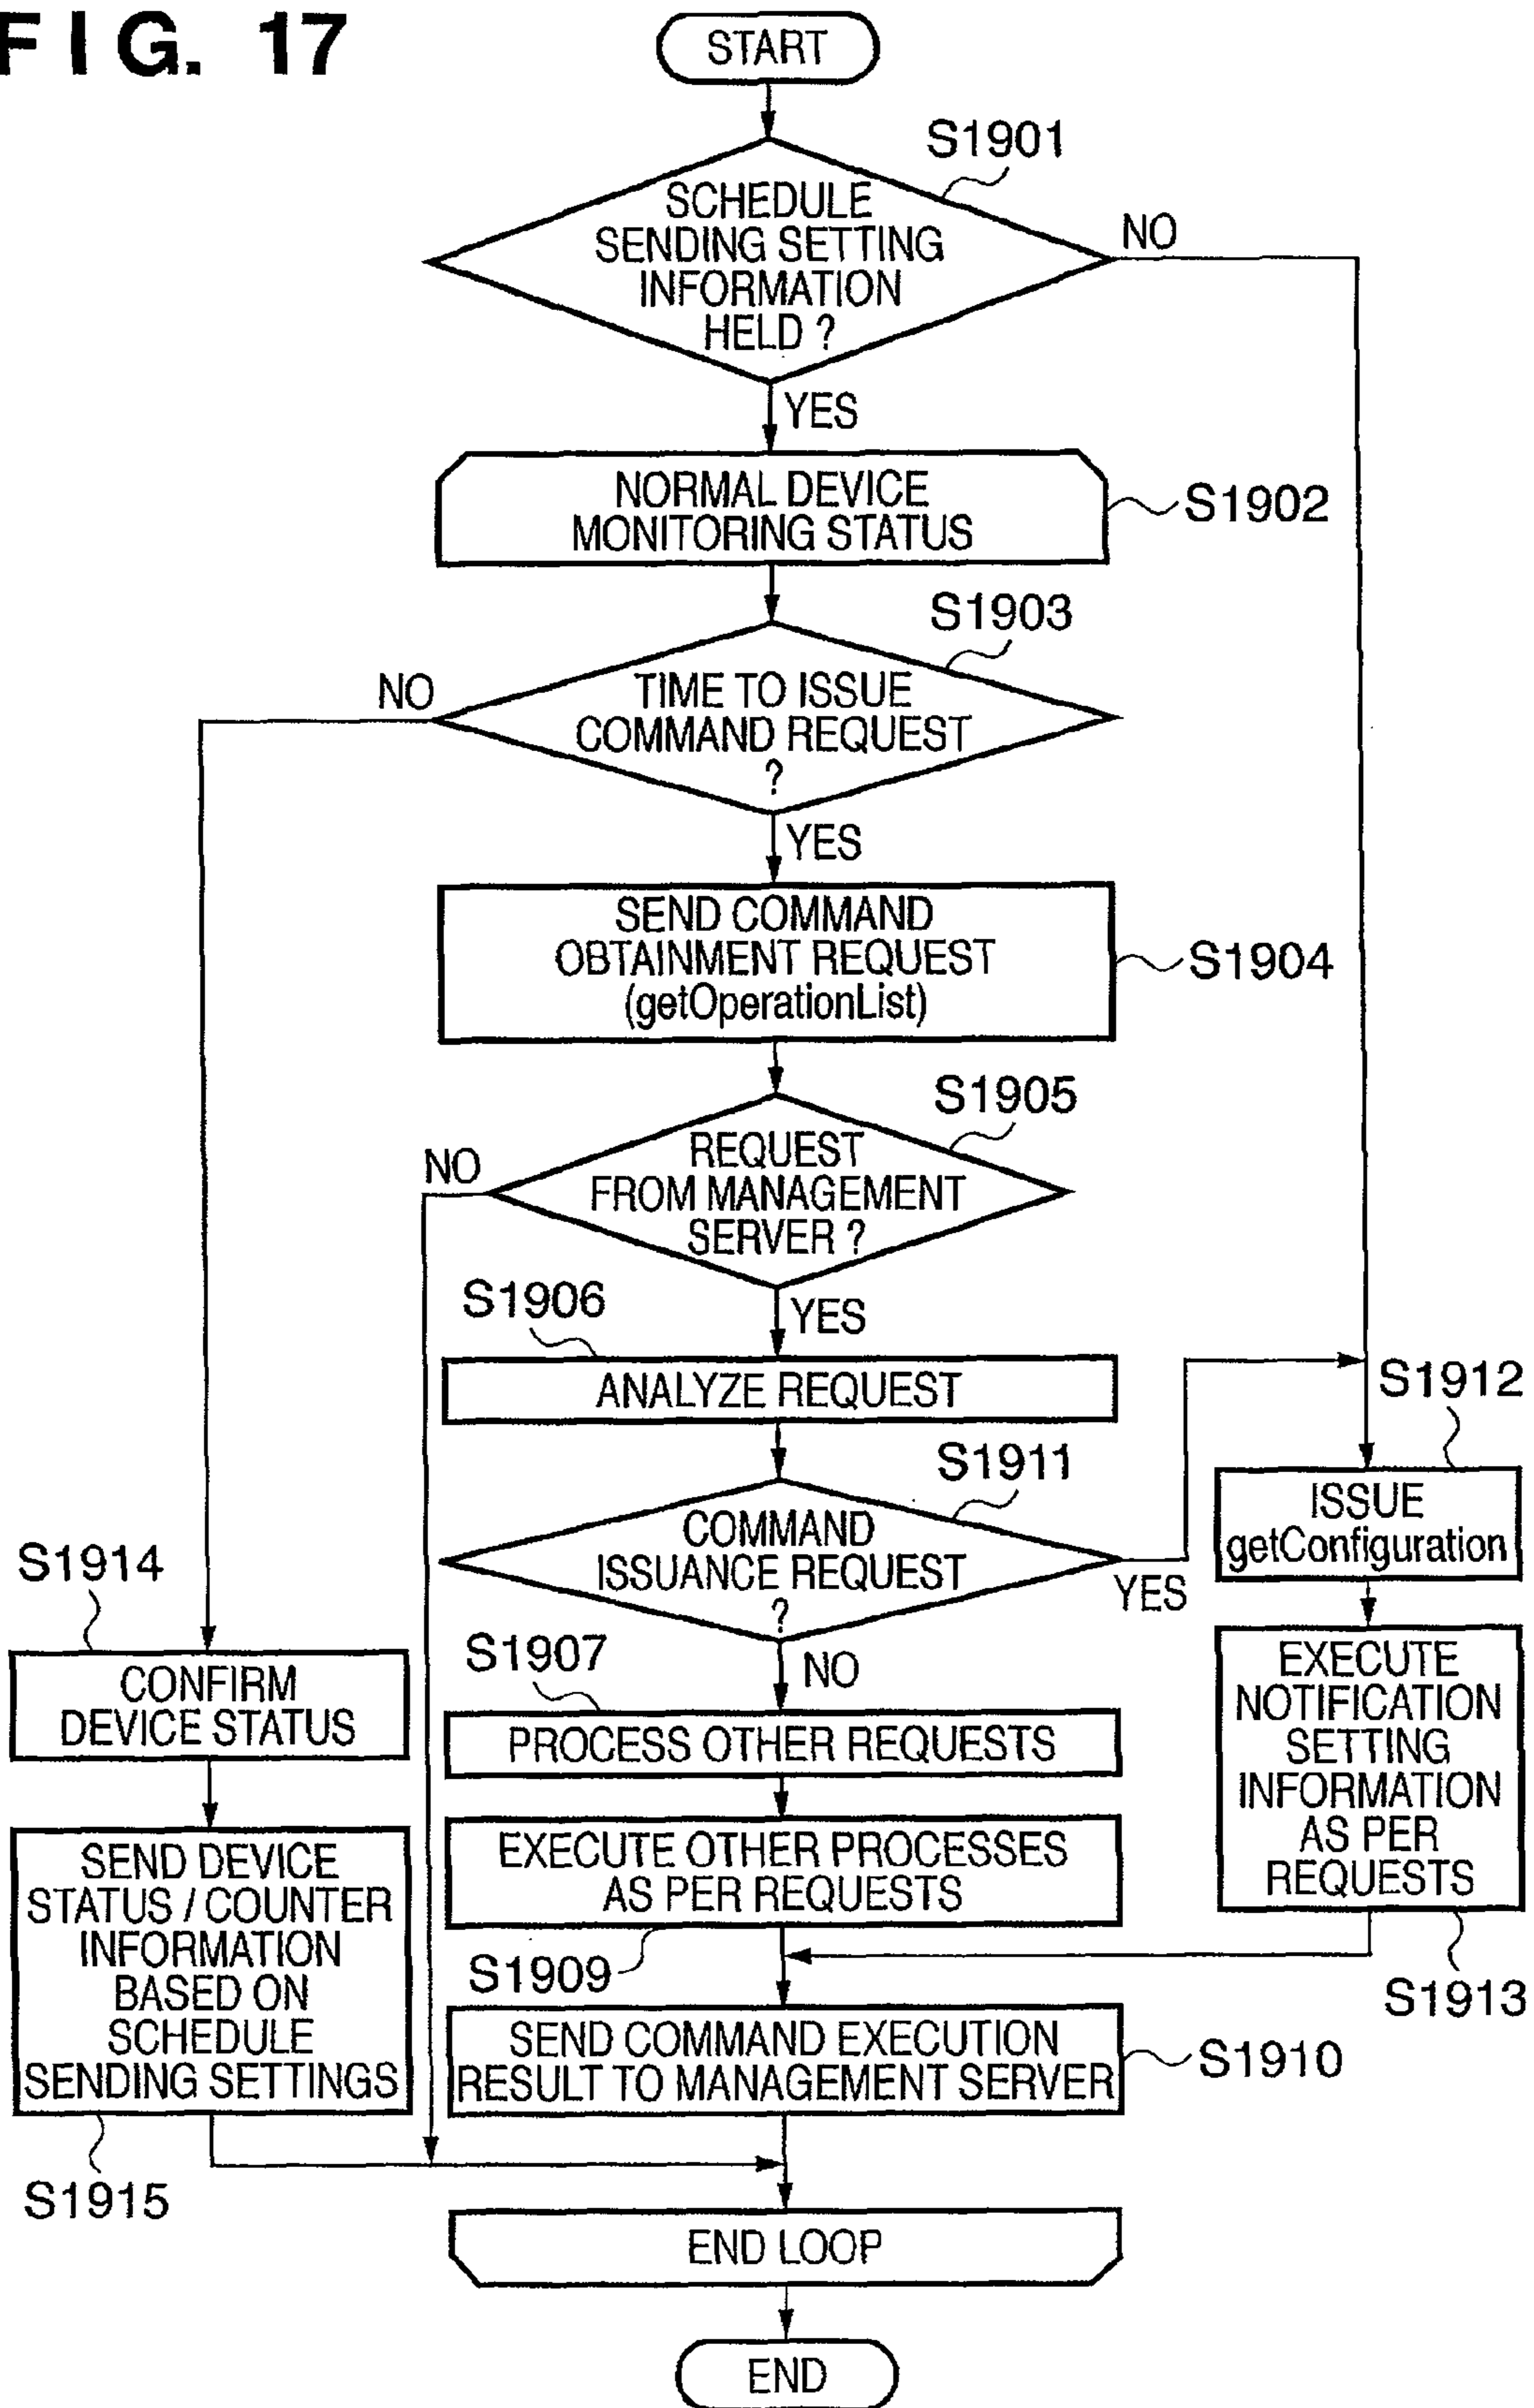 FIG. 17
START
S1901
SCHEDULE
SENDING SETTING
INFORMATION
HELD ?
NO
YES
NORMAL DEVICE
MONITORING STATUS
S1902
S1903
NO
TIME TO ISSUE
COMMAND REQUEST
?
YES
SEND COMMAND
OBTAINMENT REQUEST
(getOperationList)
S1904
S1905
NO
REQUEST
FROM MANAGEMENT
SERVER ?
YES
S1906
ANALYZE REQUEST
S1911
COMMAND
ISSUANCE REQUEST
?
YES
NO
S1912
ISSUE
getConfiguration
S1914
CONFIRM
DEVICE STATUS
S1907
PROCESS OTHER REQUESTS
EXECUTE
NOTIFICATION
SETTING
INFORMATION
AS PER
REQUESTS
S1913
SEND DEVICE
STATUS / COUNTER
INFORMATION
BASED ON
SCHEDULE
SENDING SETTINGS
S1915
EXECUTE OTHER PROCESSES
AS PER REQUESTS
S1909
SEND COMMAND EXECUTION
RESULT TO MANAGEMENT SERVER
S1910
END LOOP
END